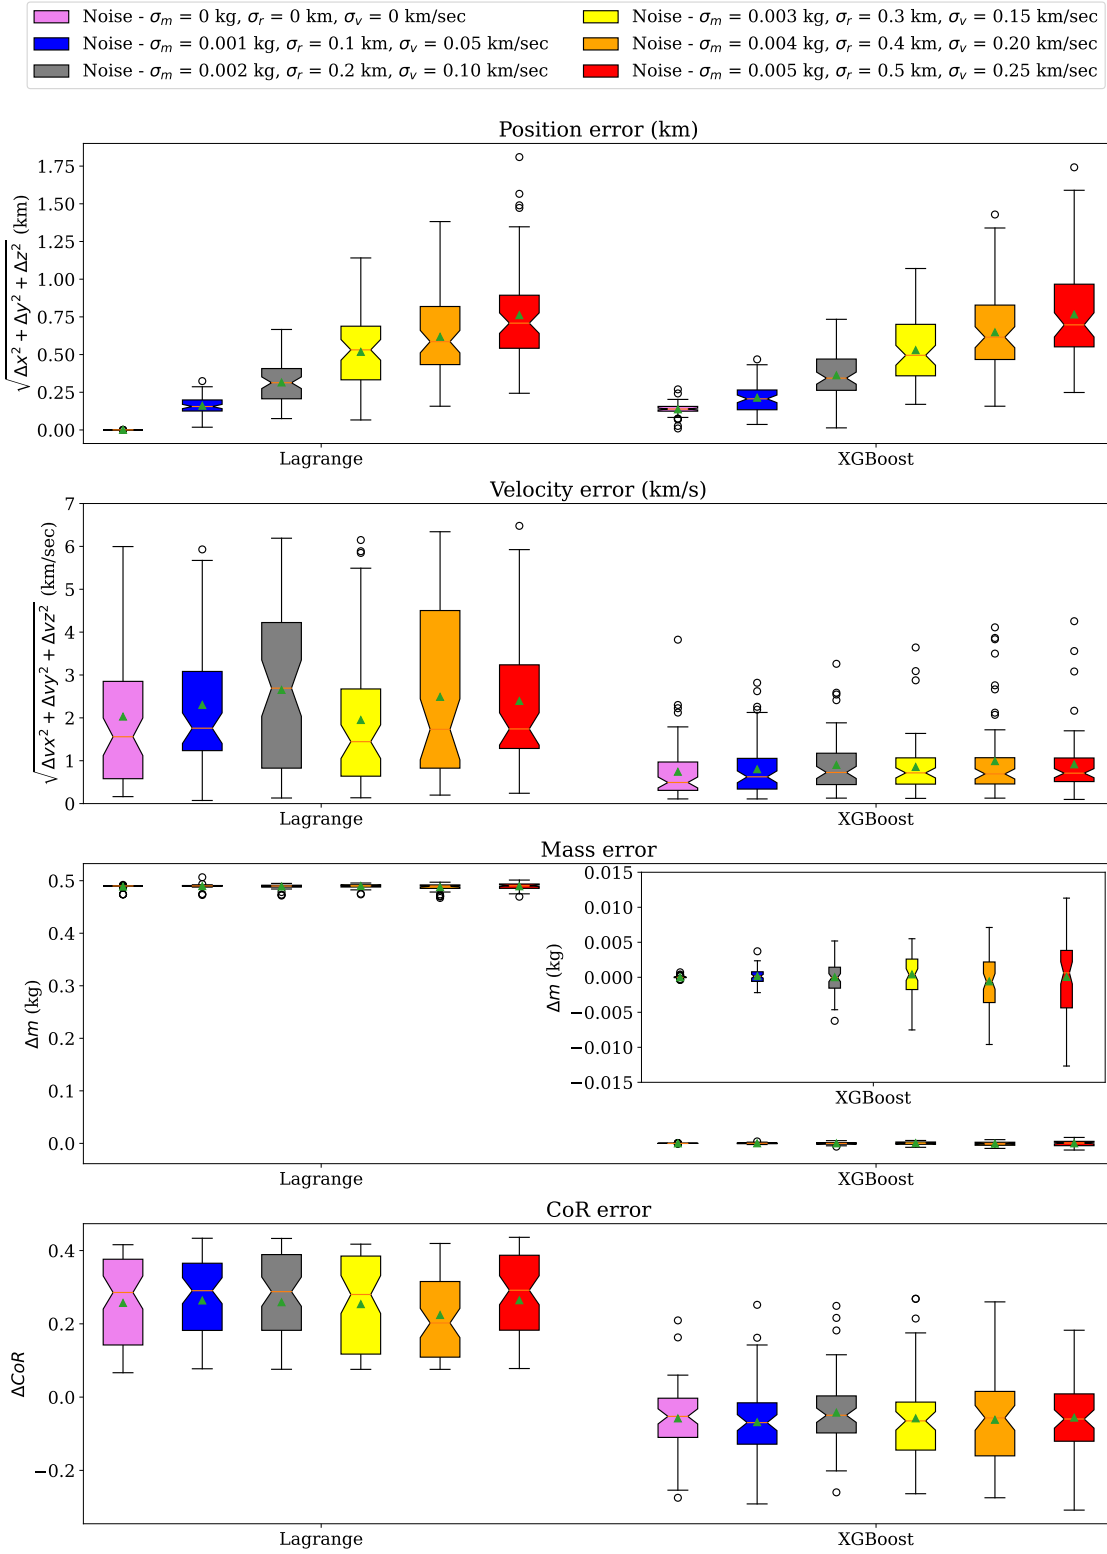 Noise - σm = 0 kg, σr = 0 km, σv = 0 km/sec
Noise - σm = 0.001 kg, σr = 0.1 km, σv = 0.05 km/sec
Noise - σm = 0.002 kg, σr = 0.2 km, σv = 0.10 km/sec
Noise - σm = 0.003 kg, σr = 0.3 km, σv = 0.15 km/sec
Noise - σm = 0.004 kg, σr = 0.4 km, σv = 0.20 km/sec
Noise - σm = 0.005 kg, σr = 0.5 km, σv = 0.25 km/sec
Position error (km)
√Δx² + Δy² + Δz² (km)
1.75
1.50
1.25
1.00
0.75
0.50
0.25
0.00
Lagrange
XGBoost
Velocity error (km/s)
√Δvx² + Δvy² + Δvz² (km/sec)
7
6
5
4
3
2
1
0
Lagrange
XGBoost
Mass error
Δm (kg)
0.5
0.4
0.3
0.2
0.1
0.0
Δm (kg)
0.015
0.010
0.005
0.000
−0.005
−0.010
−0.015
XGBoost
Lagrange
XGBoost
CoR error
ΔCoR
0.4
0.2
0.0
−0.2
Lagrange
XGBoost